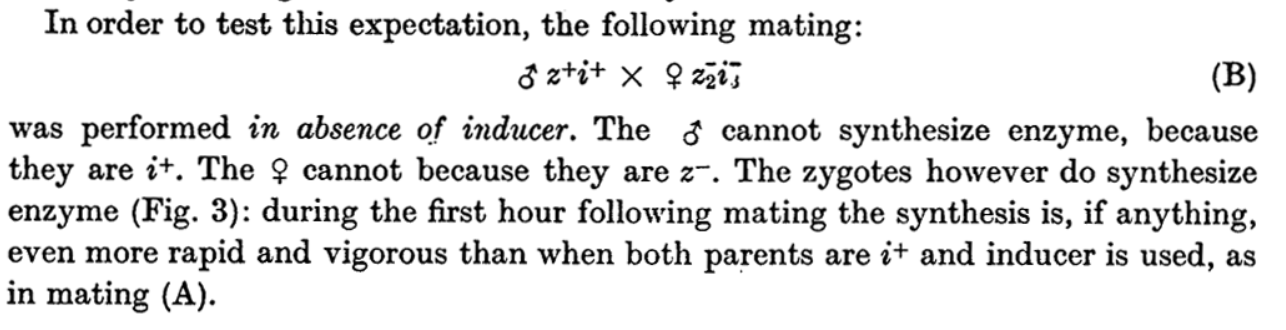 In order to test this expectation, the following mating:
♂ z⁺i⁺ × ♀ z₂⁻i₃⁻ (B)
was performed in absence of inducer. The ♂ cannot synthesize enzyme, because
they are i⁺. The ♀ cannot because they are z⁻. The zygotes however do synthesize
enzyme (Fig. 3): during the first hour following mating the synthesis is, if anything,
even more rapid and vigorous than when both parents are i⁺ and inducer is used, as
in mating (A).